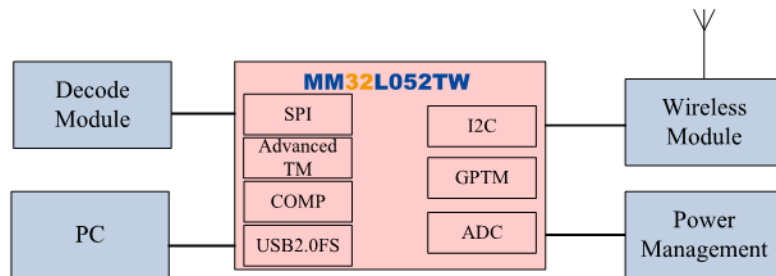 MM32L052TW
Decode
Module
SPI
Advanced
TM
COMP
USB2.0FS
PC
I2C
GPTM
ADC
Wireless
Module
Power
Management